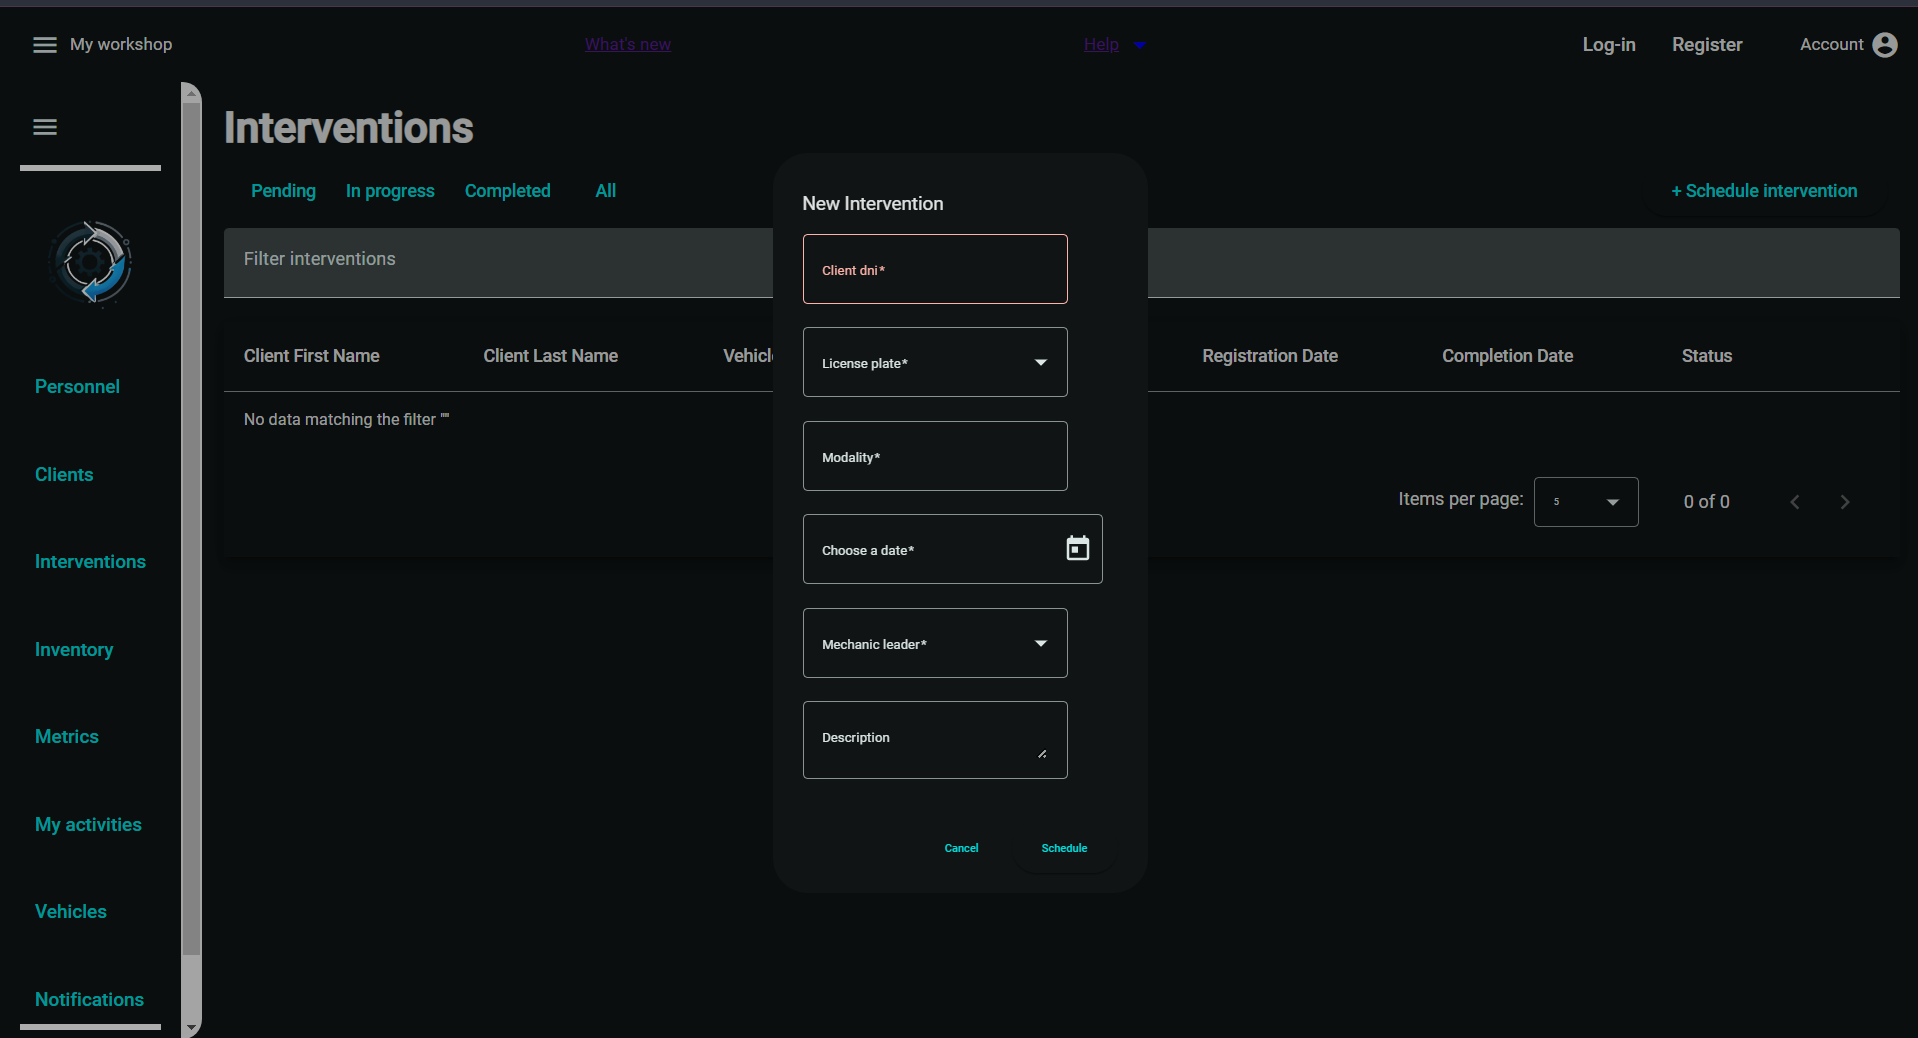 My workshop
What's new
Help
Log-in
Register
Account
Interventions
Pending
In progress
Completed
All
+ Schedule intervention
Filter interventions
Client First Name
Client Last Name
Registration Date
Completion Date
Status
No data matching the filter ""
Items per page:
5
0 of 0
Personnel
Clients
Interventions
Inventory
Metrics
My activities
Vehicles
Notifications
New Intervention
Client dni*
License plate*
Modality*
Choose a date*
Mechanic leader*
Description
Cancel
Schedule